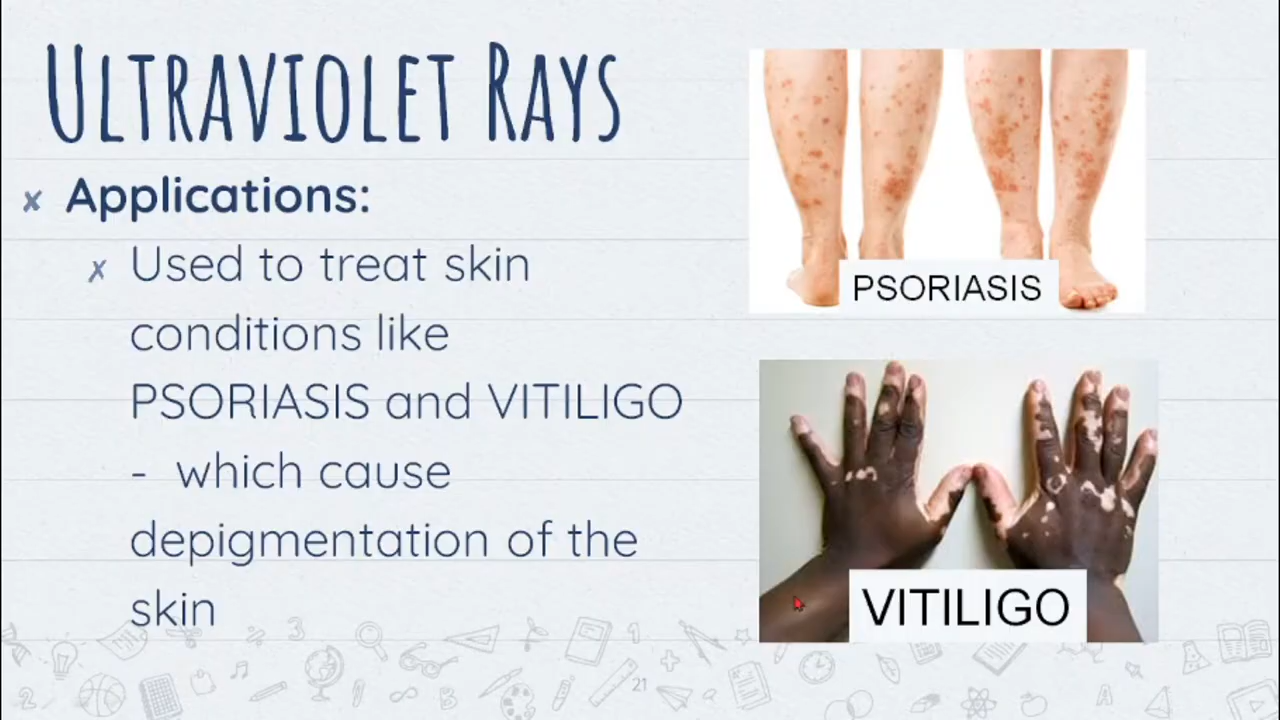 ULTRAVIOLET RAYS
x Applications:
x Used to treat skin
conditions like
PSORIASIS and VITILIGO
- which cause
depigmentation of the
skin
PSORIASIS
VITILIGO
21